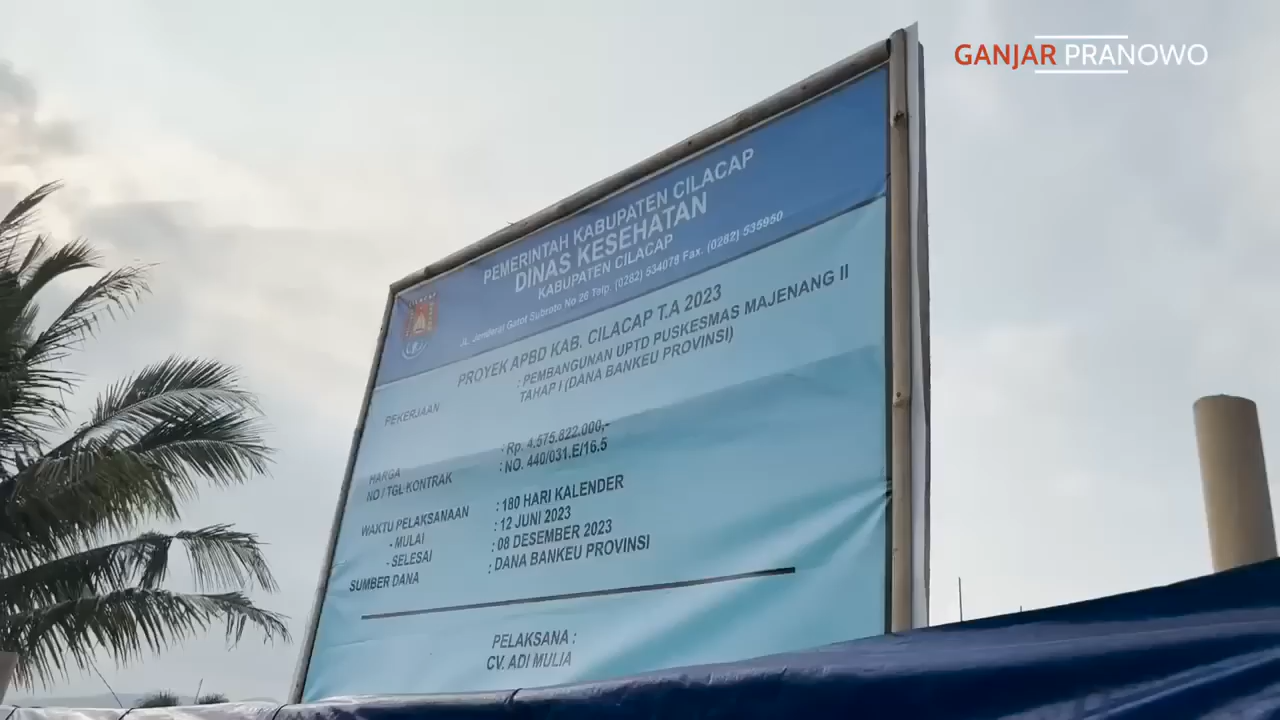 GANJAR PRANOWO
PEMERINTAH KABUPATEN CILACAP
DINAS KESEHATAN
KABUPATEN CILACAP
JL. Jenderal Gatot Subroto No 26 Telp. (0282) 534078 Fax. (0282) 535950
PROYEK APBD KAB. CILACAP T.A 2023
PEKERJAAN : PEMBANGUNAN UPTD PUSKESMAS MAJENANG II
TAHAP I (DANA BANKEU PROVINSI)
HARGA : Rp. 4.575.822.000,-
NO / TGL KONTRAK : NO. 440/031.E/16.5
WAKTU PELAKSANAAN : 180 HARI KALENDER
- MULAI : 12 JUNI 2023
- SELESAI : 08 DESEMBER 2023
SUMBER DANA : DANA BANKEU PROVINSI
PELAKSANA :
CV. ADI MULIA